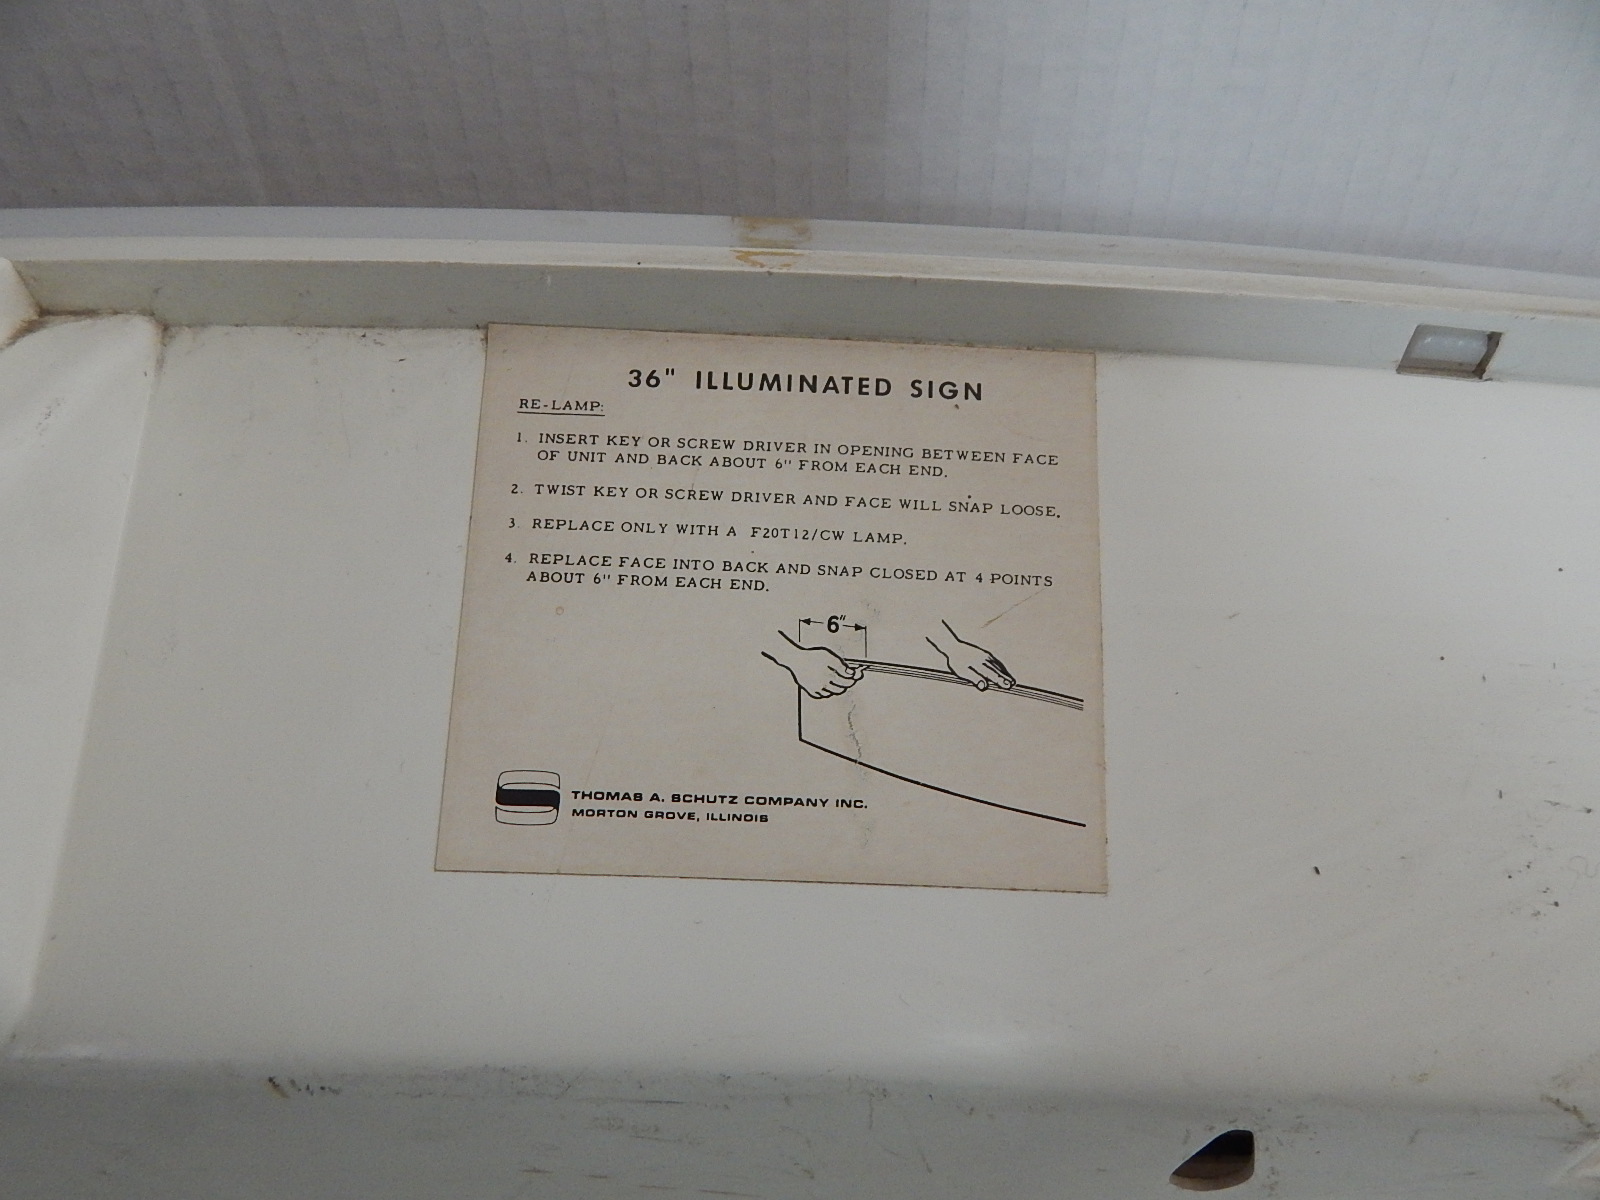 36" ILLUMINATED SIGN
RE-LAMP:
1. INSERT KEY OR SCREW DRIVER IN OPENING BETWEEN FACE
OF UNIT AND BACK ABOUT 6" FROM EACH END.
2. TWIST KEY OR SCREW DRIVER AND FACE WILL SNAP LOOSE.
3. REPLACE ONLY WITH A F20T12/CW LAMP.
4. REPLACE FACE INTO BACK AND SNAP CLOSED AT 4 POINTS
ABOUT 6" FROM EACH END.
6"
THOMAS A. SCHUTZ COMPANY INC.
MORTON GROVE, ILLINOIS